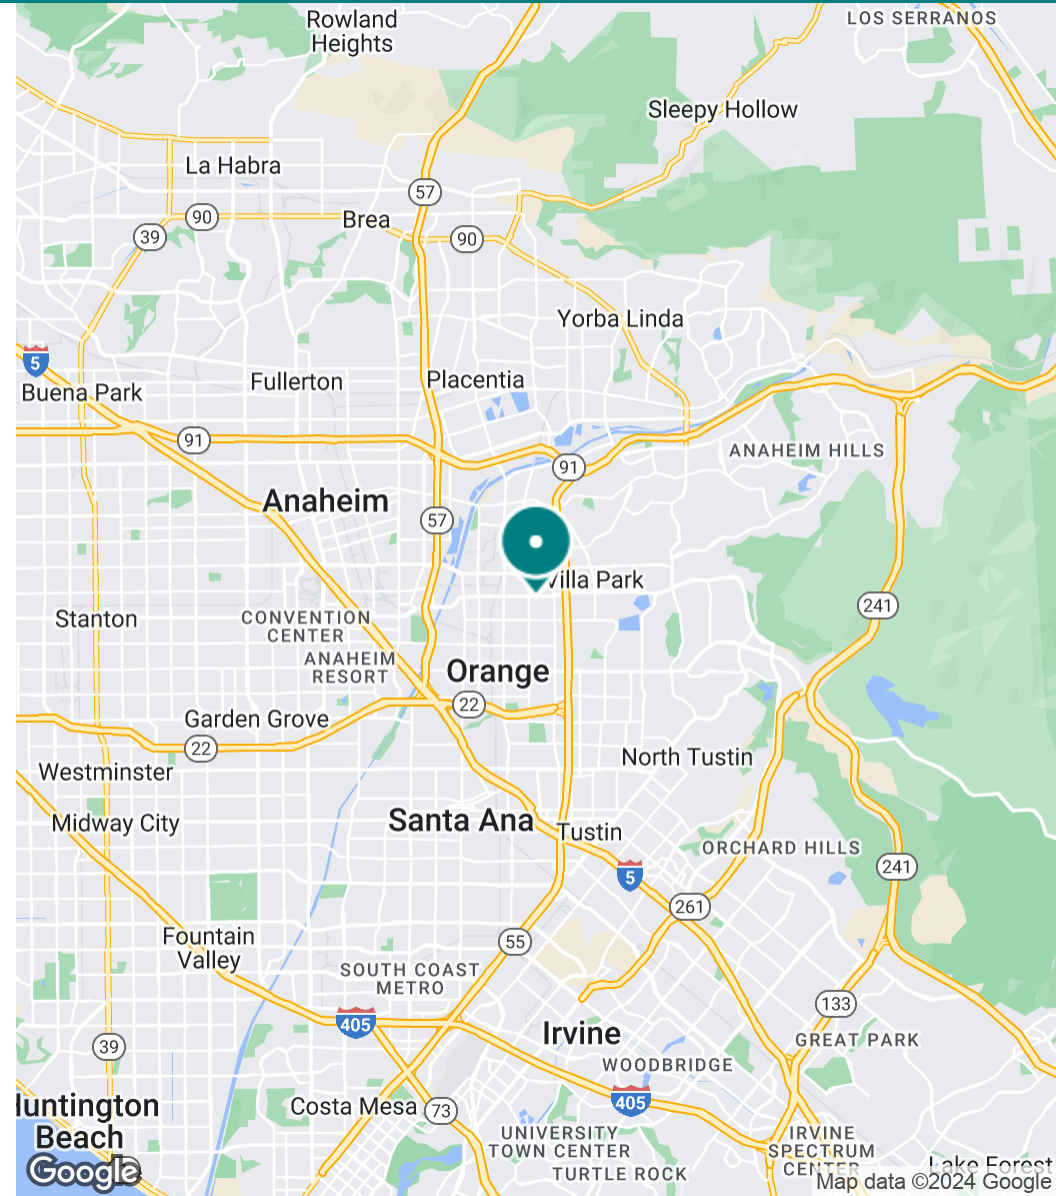 Rowland
Heights
LOS SERRANOS
Sleepy Hollow
La Habra
57
90
Brea
39
90
Yorba Linda
5
Fullerton
Placentia
Buena Park
91
ANAHEIM HILLS
91
Anaheim
57
Villa Park
241
Stanton
CONVENTION
CENTER
ANAHEIM
RESORT
Orange
22
Garden Grove
22
North Tustin
Westminster
Midway City
Santa Ana
Tustin
ORCHARD HILLS
241
5
261
Fountain
Valley
55
SOUTH COAST
METRO
133
405
Irvine
GREAT PARK
39
WOODBRIDGE
405
Huntington
Beach
Costa Mesa
73
UNIVERSITY
TOWN CENTER
IRVINE
SPECTRUM
CENTER
TURTLE ROCK
Lake Forest
Google
Map data ©2024 Google